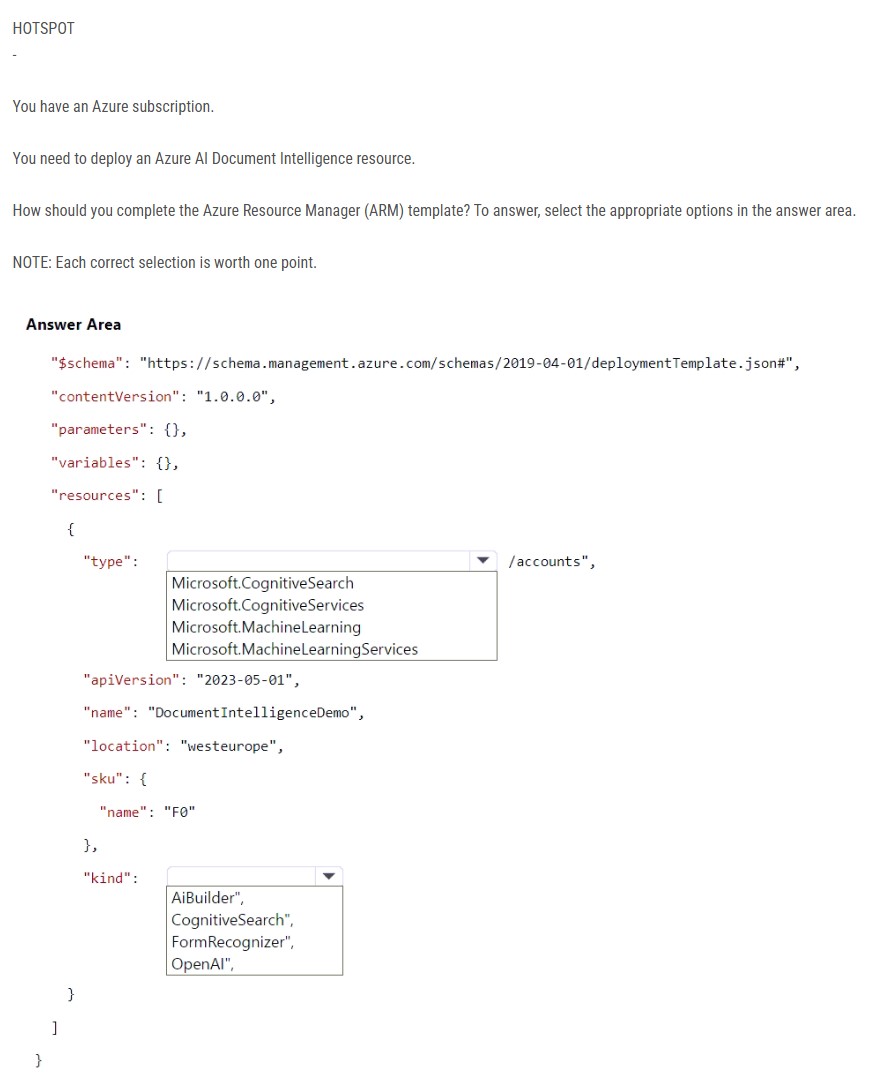 HOTSPOT
-
You have an Azure subscription.
You need to deploy an Azure AI Document Intelligence resource.
How should you complete the Azure Resource Manager (ARM) template? To answer, select the appropriate options in the answer area.
NOTE: Each correct selection is worth one point.
Answer Area
"$schema": "https://schema.management.azure.com/schemas/2019-04-01/deploymentTemplate.json#",
"contentVersion": "1.0.0.0",
"parameters": {},
"variables": {},
"resources": [
{
"type": /accounts",
Microsoft.CognitiveSearch
Microsoft.CognitiveServices
Microsoft.MachineLearning
Microsoft.MachineLearningServices
"apiVersion": "2023-05-01",
"name": "DocumentIntelligenceDemo",
"location": "westeurope",
"sku": {
"name": "F0"
},
"kind":
AiBuilder",
CognitiveSearch",
FormRecognizer",
OpenAI",
}
]
}